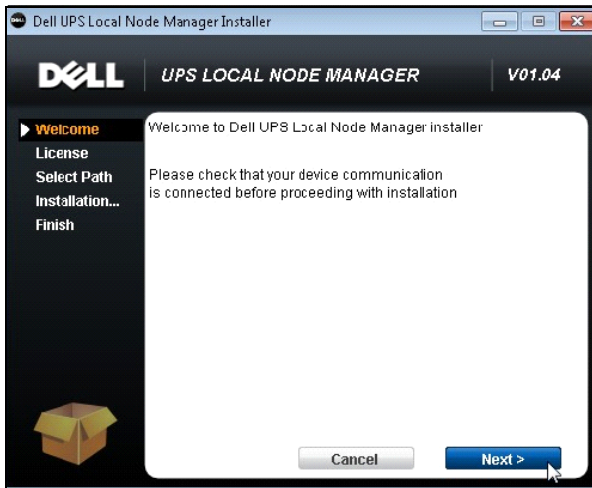 Dell UPS Local Node Manager Installer
DELL
UPS LOCAL NODE MANAGER
V01.04
Welcome
License
Select Path
Installation...
Finish
Welcome to Dell UPS Local Node Manager installer
Please check that your device communication
is connected before proceeding with installation
Cancel
Next >